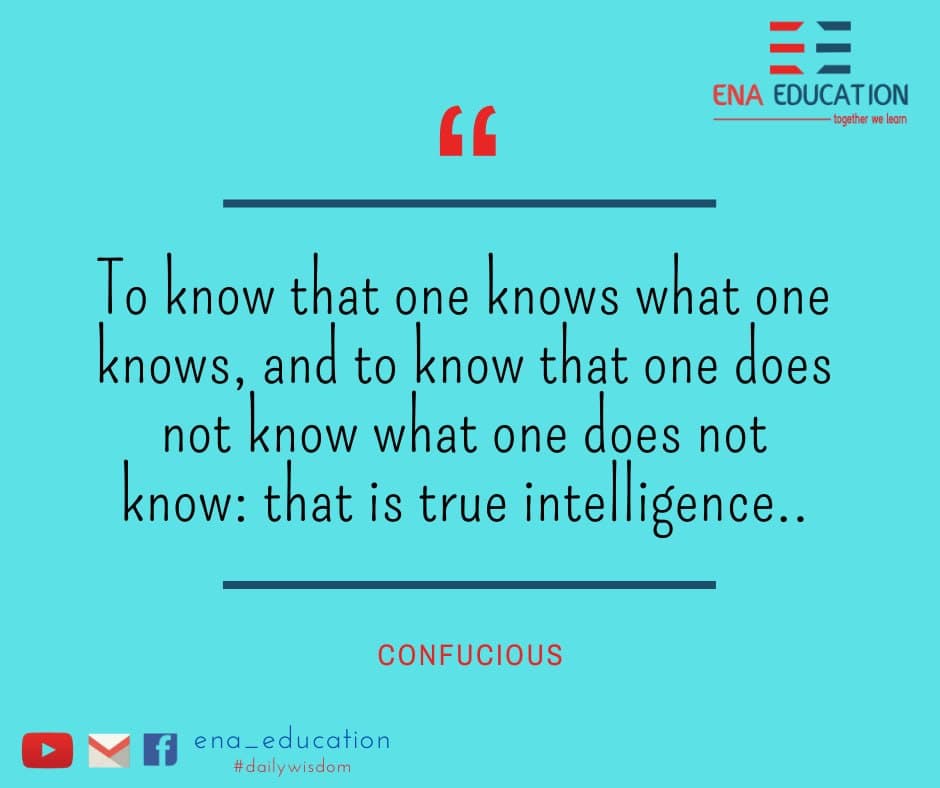 ENA EDUCATION
together we learn
“
To know that one knows what one
knows, and to know that one does
not know what one does not
know: that is true intelligence..
CONFUCIOUS
ena_education
#dailywisdom